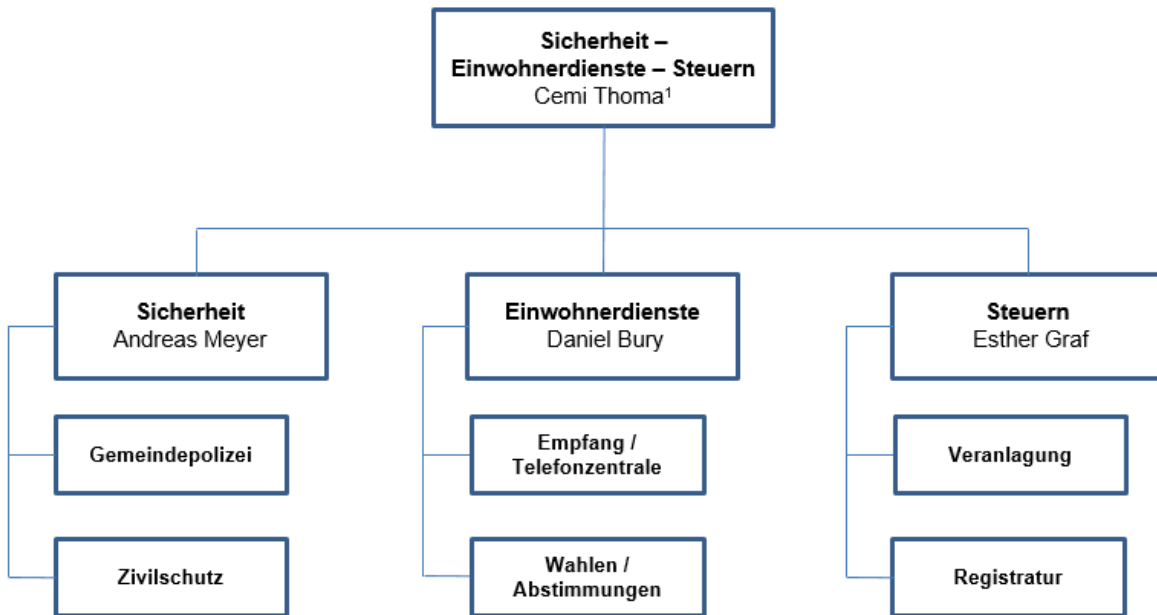 Sicherheit –
Einwohnerdienste – Steuern
Cemi Thoma¹
Sicherheit
Andreas Meyer
Einwohnerdienste
Daniel Bury
Steuern
Esther Graf
Gemeindepolizei
Empfang /
Telefonzentrale
Veranlagung
Zivilschutz
Wahlen /
Abstimmungen
Registratur